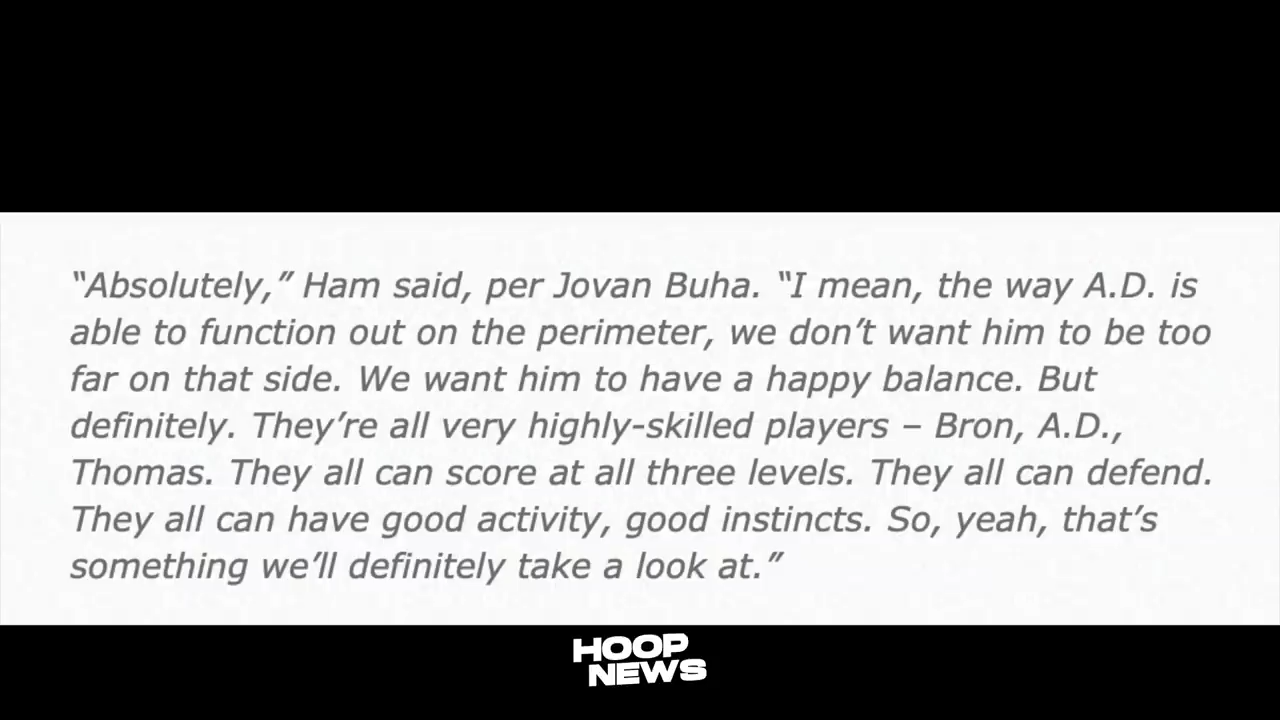 “Absolutely,” Ham said, per Jovan Buha. “I mean, the way A.D. is
able to function out on the perimeter, we don’t want him to be too
far on that side. We want him to have a happy balance. But
definitely. They’re all very highly-skilled players – Bron, A.D.,
Thomas. They all can score at all three levels. They all can defend.
They all can have good activity, good instincts. So, yeah, that’s
something we’ll definitely take a look at.”
HOOP
NEWS